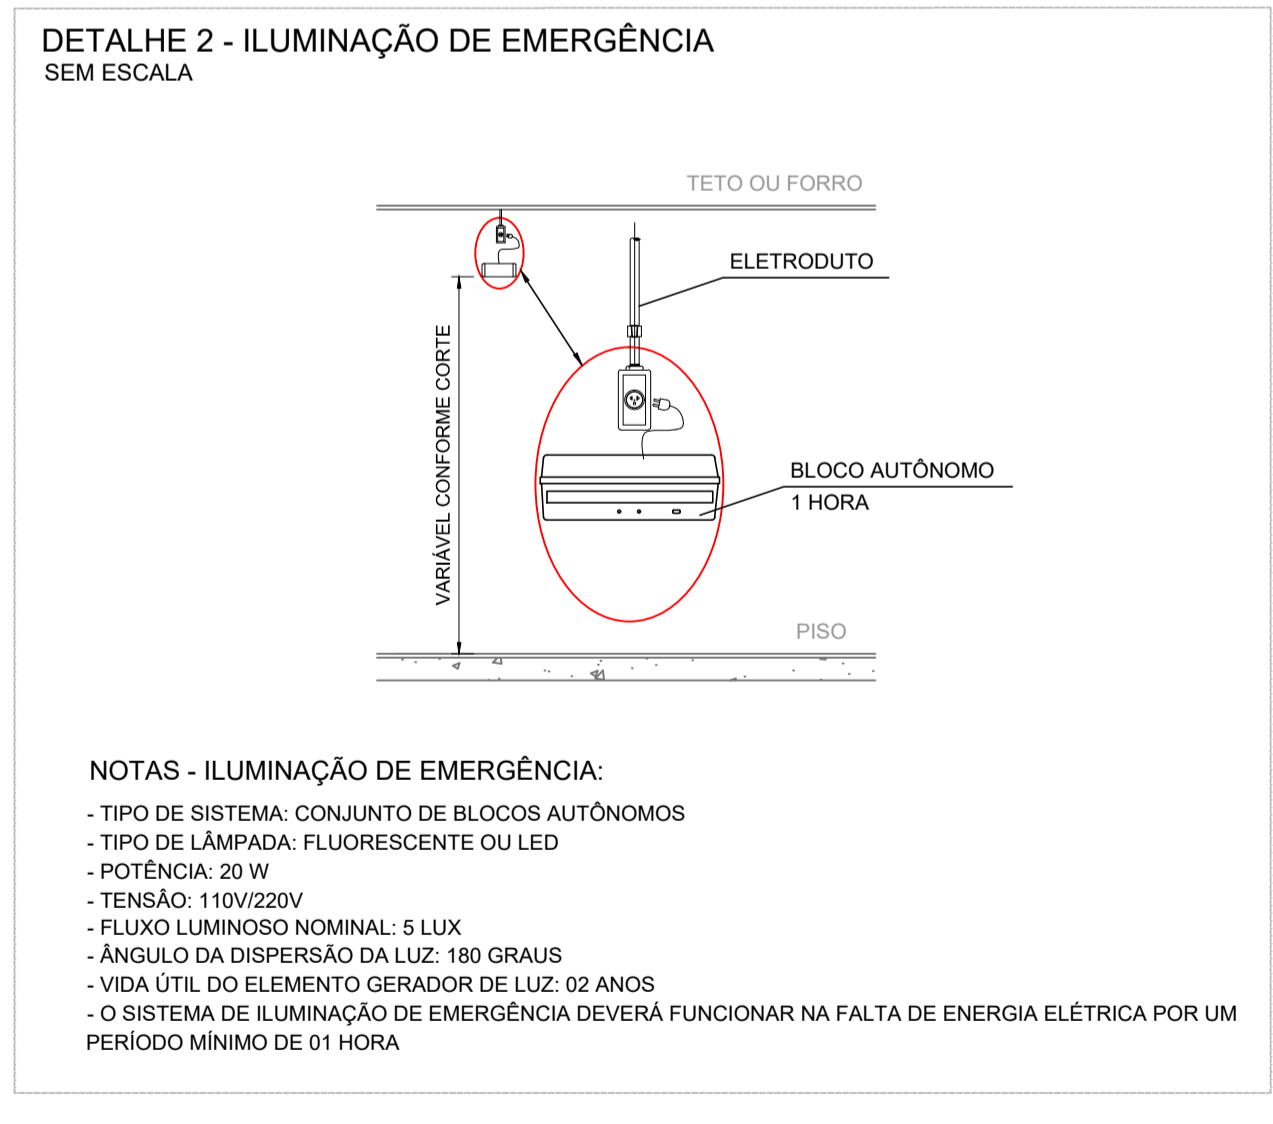 DETALHE 2 - ILUMINAÇÃO DE EMERGÊNCIA
SEM ESCALA
TETO OU FORRO
ELETRODUTO
VARIÁVEL CONFORME CORTE
BLOCO AUTÔNOMO
1 HORA
PISO
NOTAS - ILUMINAÇÃO DE EMERGÊNCIA:
- TIPO DE SISTEMA: CONJUNTO DE BLOCOS AUTÔNOMOS
- TIPO DE LÂMPADA: FLUORESCENTE OU LED
- POTÊNCIA: 20 W
- TENSÂO: 110V/220V
- FLUXO LUMINOSO NOMINAL: 5 LUX
- ÂNGULO DA DISPERSÃO DA LUZ: 180 GRAUS
- VIDA ÚTIL DO ELEMENTO GERADOR DE LUZ: 02 ANOS
- O SISTEMA DE ILUMINAÇÃO DE EMERGÊNCIA DEVERÁ FUNCIONAR NA FALTA DE ENERGIA ELÉTRICA POR UM
PERÍODO MÍNIMO DE 01 HORA